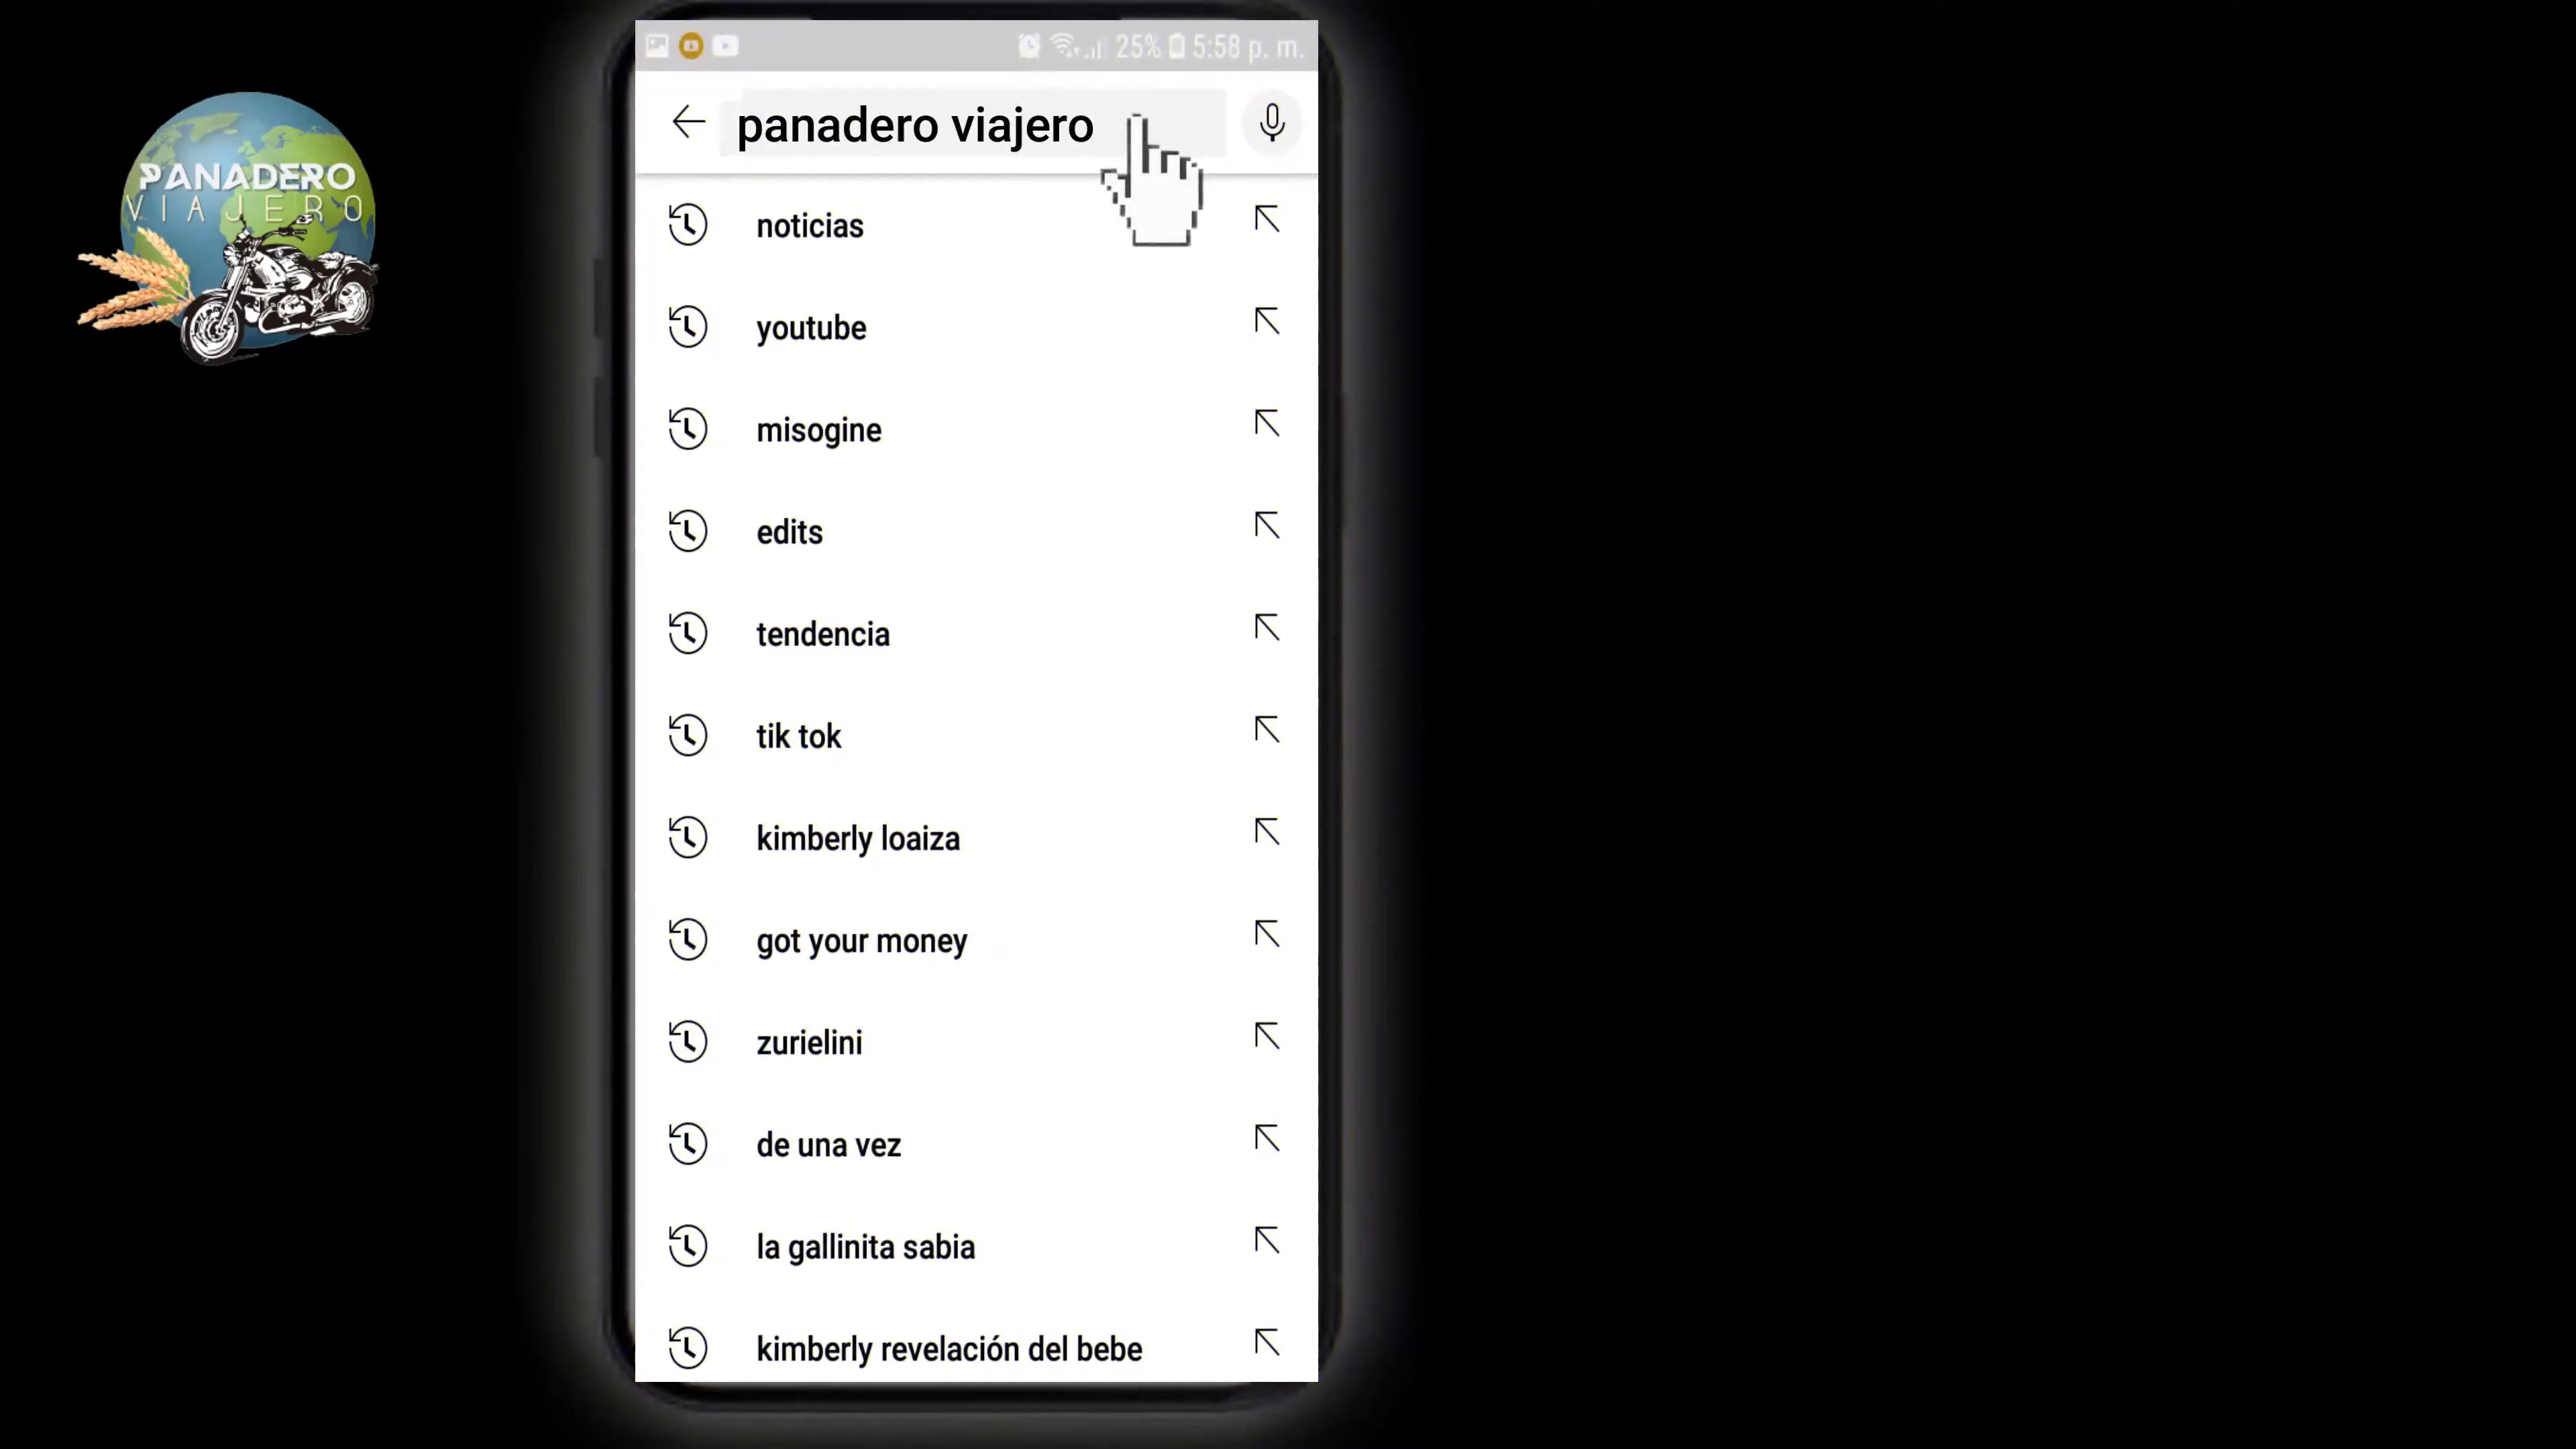 PANADERO
VIAJERO
25% 5:58 p. m.
panadero viajero
noticias
youtube
misogine
edits
tendencia
tik tok
kimberly loaiza
got your money
zurielini
de una vez
la gallinita sabia
kimberly revelación del bebe